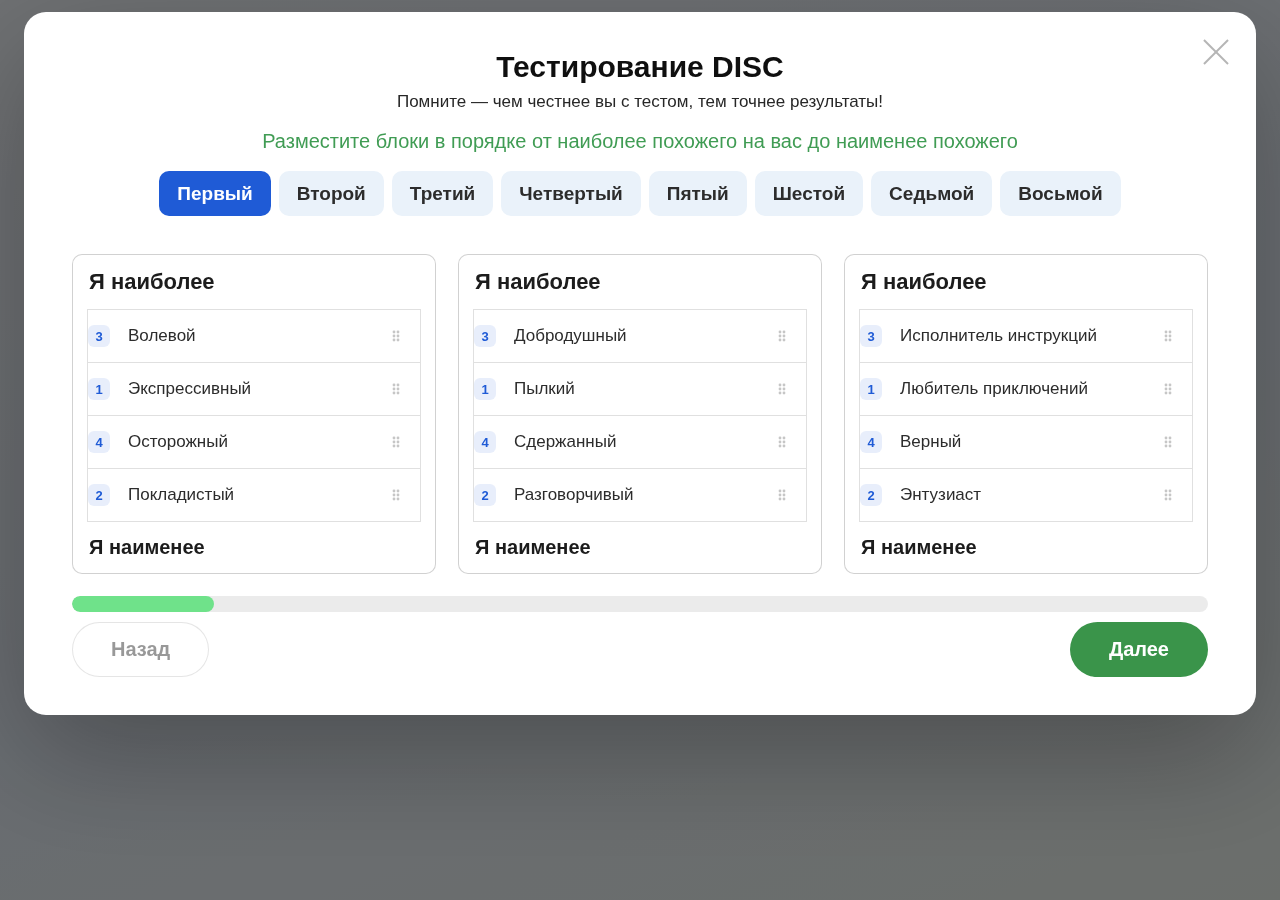 Тестирование DISC
Помните — чем честнее вы с тестом, тем точнее результаты!
Разместите блоки в порядке от наиболее похожего на вас до наименее похожего
Первый Второй Третий Четвертый Пятый Шестой Седьмой Восьмой
Я наиболее
3 Волевой
1 Экспрессивный
4 Осторожный
2 Покладистый
Я наименее
Я наиболее
3 Добродушный
1 Пылкий
4 Сдержанный
2 Разговорчивый
Я наименее
Я наиболее
3 Исполнитель инструкций
1 Любитель приключений
4 Верный
2 Энтузиаст
Я наименее
Назад
Далее